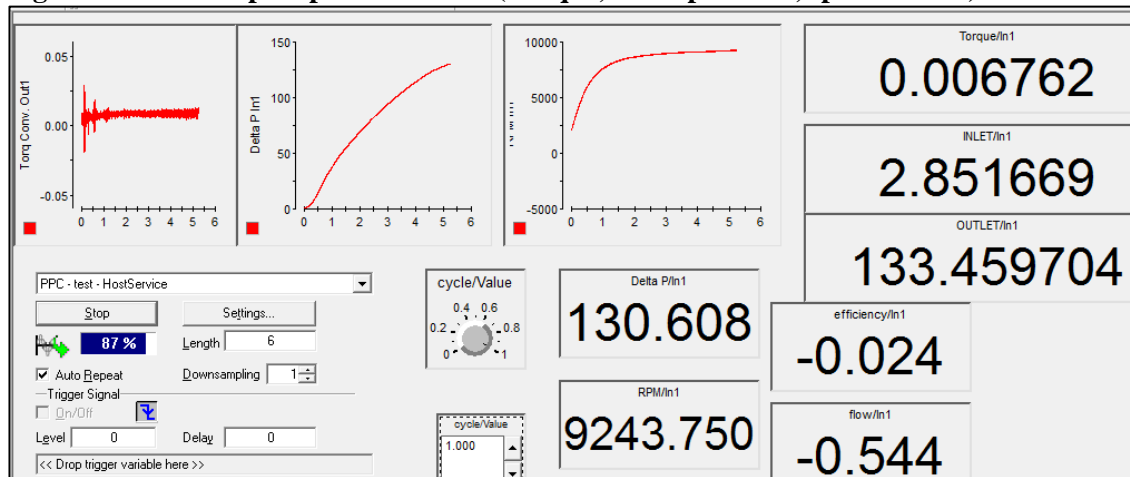 0.05
0.00
-0.05
Torq Conv. Out1
0 1 2 3 4 5 6
150
100
50
0
Delta P In1
0 1 2 3 4 5 6
10000
5000
0
-5000
0 1 2 3 4 5 6
Torque/In1
0.006762
INLET/In1
2.851669
OUTLET/In1
133.459704
PPC - test - HostService
Stop
Settings...
87 %
Length 6
Auto Repeat
Downsampling 1
Trigger Signal
On/Off
Level 0 Delay 0
<< Drop trigger variable here >>
cycle/Value
0.4 0.6
0.2 0.8
0 1
cycle/Value
1.000
Delta P/In1
130.608
RPM/In1
9243.750
efficiency/In1
-0.024
flow/In1
-0.544